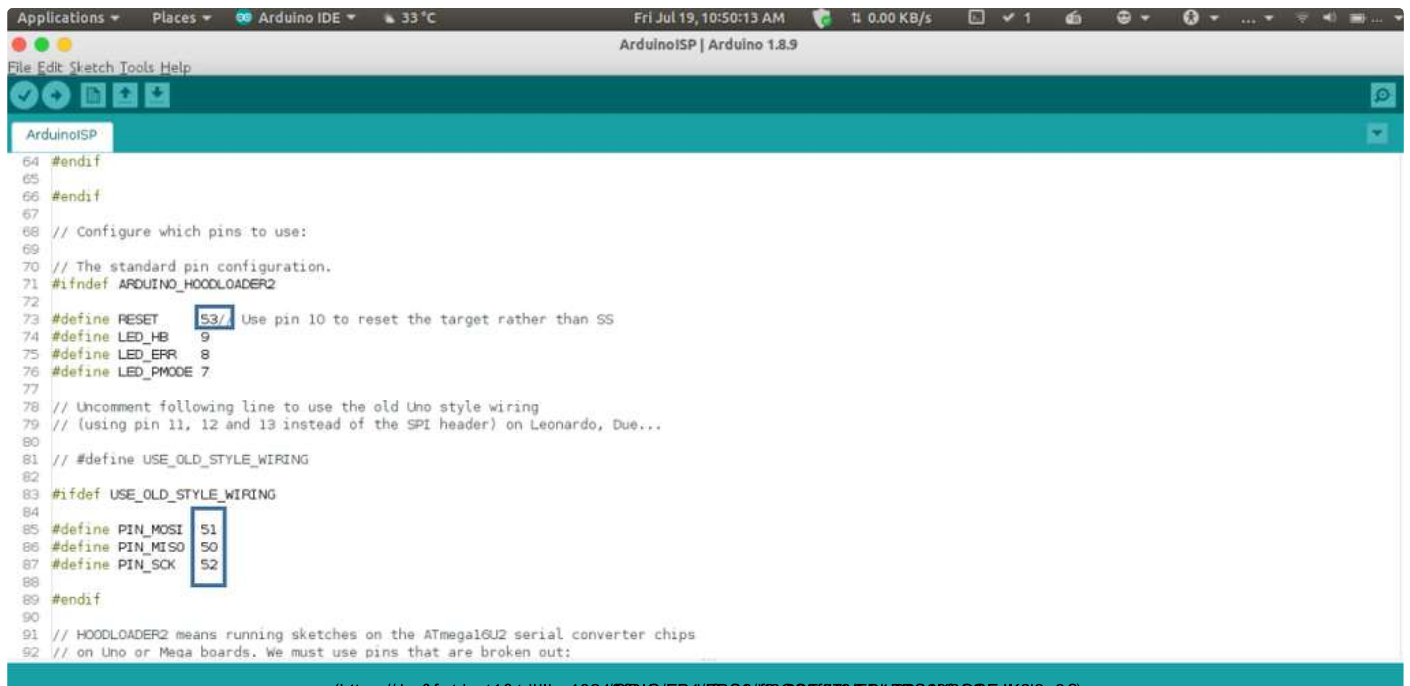 Applications Places Arduino IDE 33°C Fri Jul 19, 10:50:13 AM 0.00 KB/s 1 ...
ArduinoISP | Arduino 1.8.9
File Edit Sketch Tools Help
ArduinoISP
64 #endif
65
66 #endif
67
68 // Configure which pins to use:
69
70 // The standard pin configuration.
71 #ifndef ARDUINO_HOODLOADER2
72
73 #define RESET 53// Use pin 10 to reset the target rather than SS
74 #define LED_HB 9
75 #define LED_ERR 8
76 #define LED_PMODE 7
77
78 // Uncomment following line to use the old Uno style wiring
79 // (using pin 11, 12 and 13 instead of the SPI header) on Leonardo, Due...
80
81 // #define USE_OLD_STYLE_WIRING
82
83 #ifdef USE_OLD_STYLE_WIRING
84
85 #define PIN_MOSI 51
86 #define PIN_MISO 50
87 #define PIN_SCK 52
88
89 #endif
90
91 // HOODLOADER2 means running sketches on the ATmega16U2 serial converter chips
92 // on Uno or Mega boards. We must use pins that are broken out: